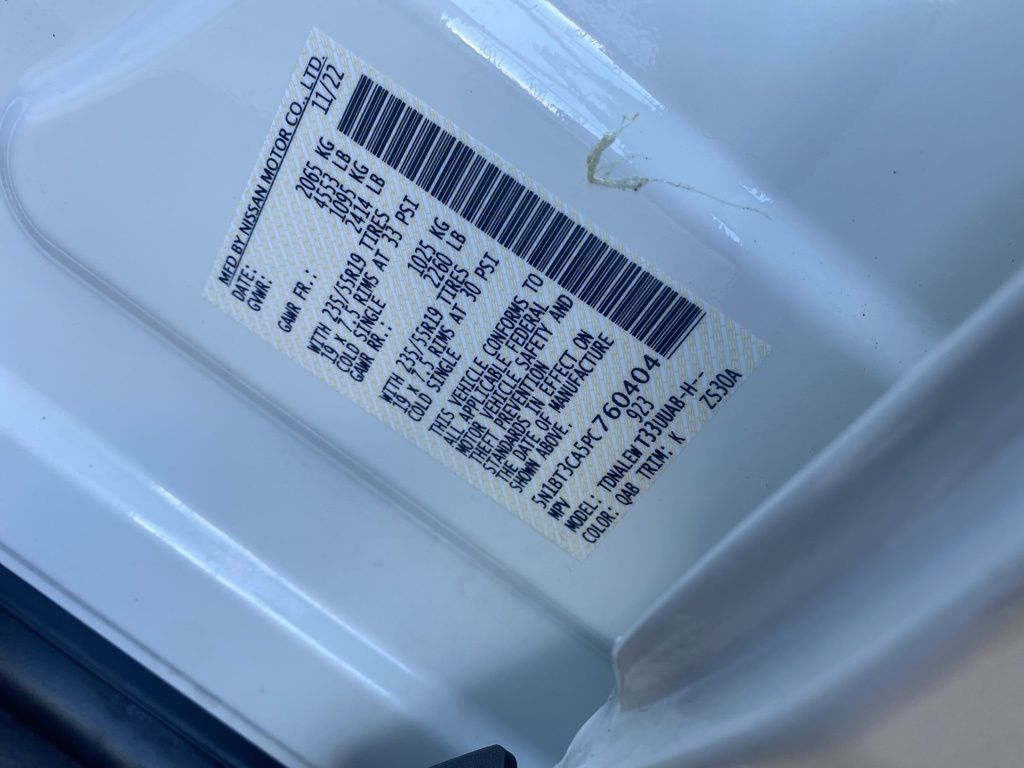 MFD BY NISSAN MOTOR CO., LTD.
DATE: 11/22
GVWR: 2065 KG
4553 LB
GAWR FR.: 1095 KG
2414 LB
WITH 235/55R19 TIRES
19 X 7.5 RIMS AT 33 PSI
COLD SINGLE
GAWR RR.: 1025 KG
2260 LB
WITH 235/55R19 TIRES
19 X 7.5 RIMS AT 30 PSI
COLD SINGLE
THIS VEHICLE CONFORMS TO
ALL APPLICABLE FEDERAL
MOTOR VEHICLE SAFETY AND
THEFT PREVENTION
STANDARDS IN EFFECT ON
THE DATE OF MANUFACTURE
SHOWN ABOVE.
5N1BT3CA5PC760404
MPV 923
MODEL: TDNALEWT33UUAB-H--
COLOR: QAB TRIM: K ZS30A